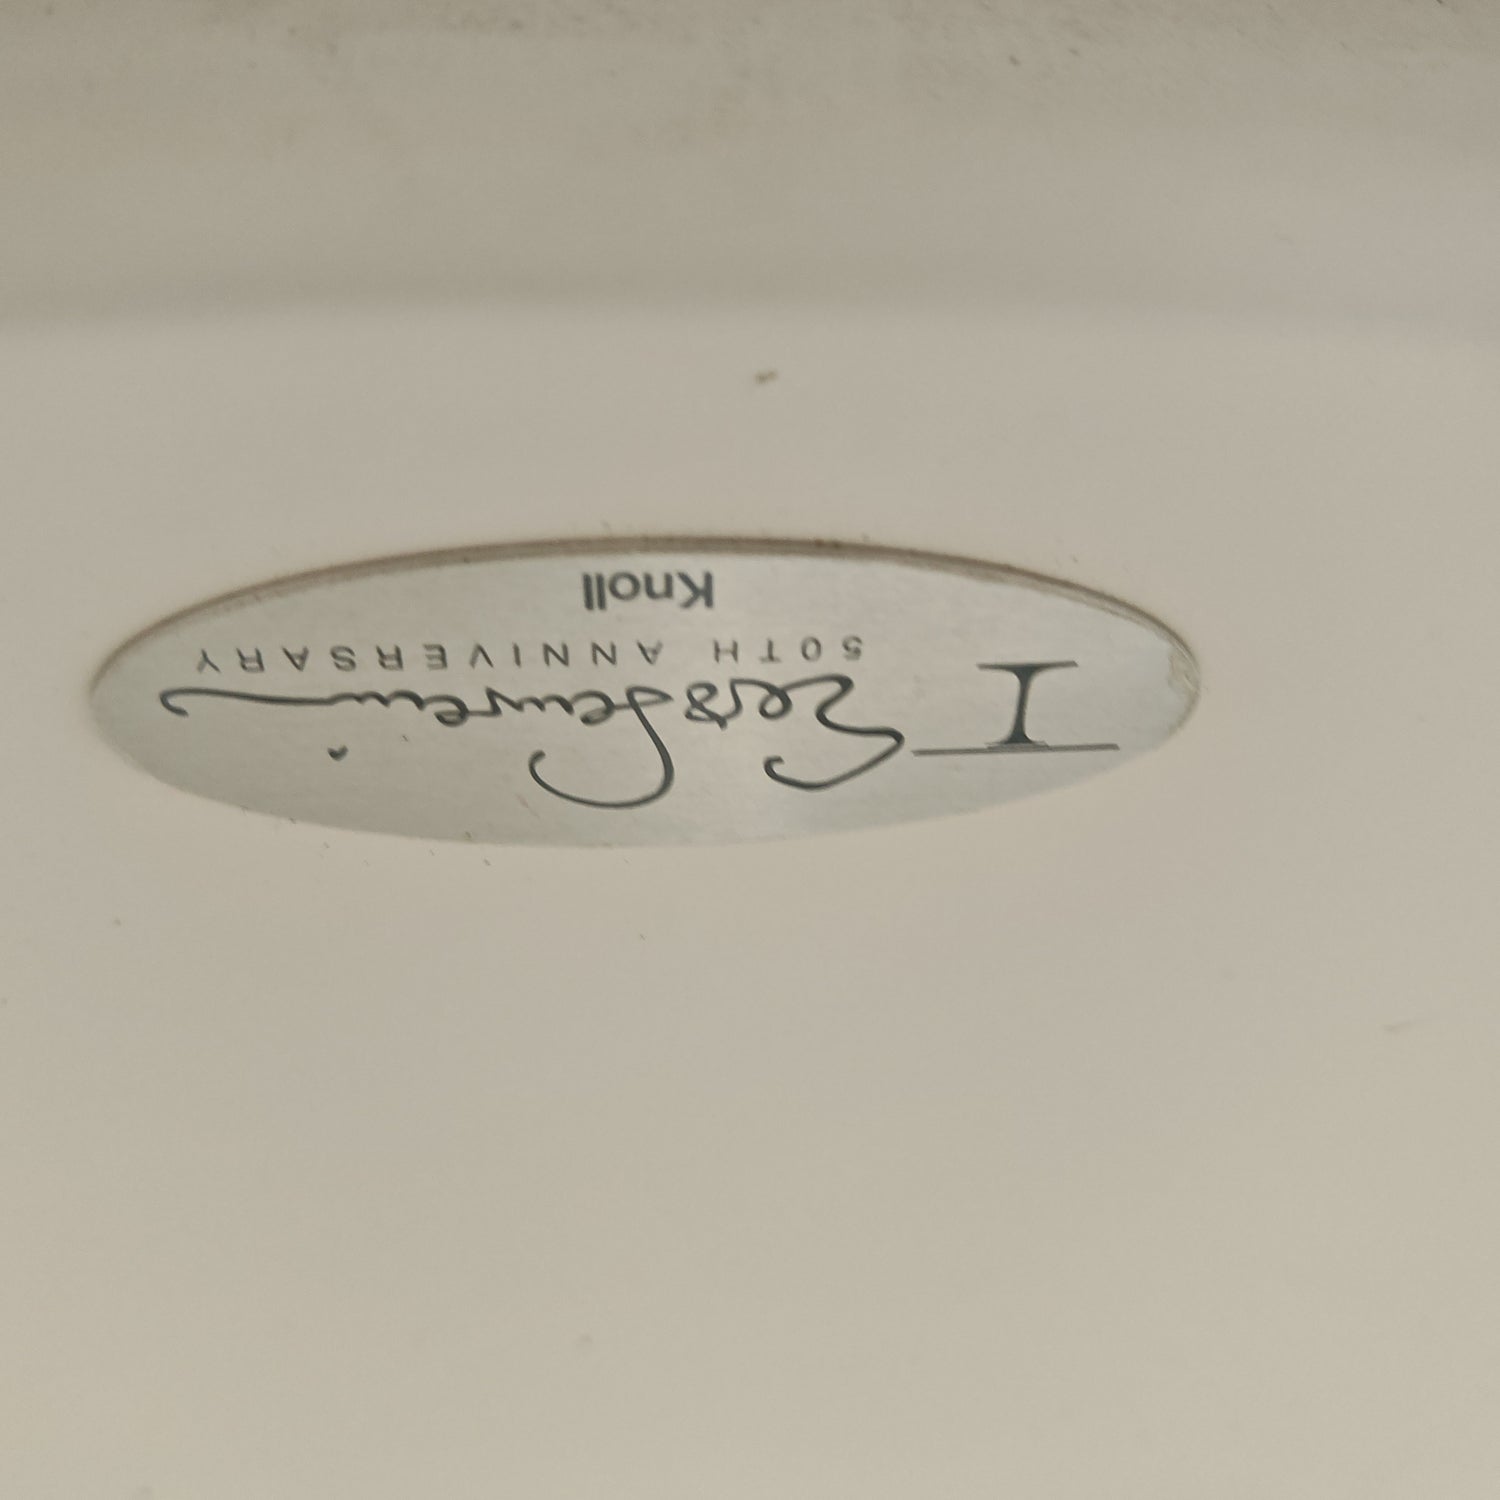 Eero Saarinen
50TH ANNIVERSARY
Knoll